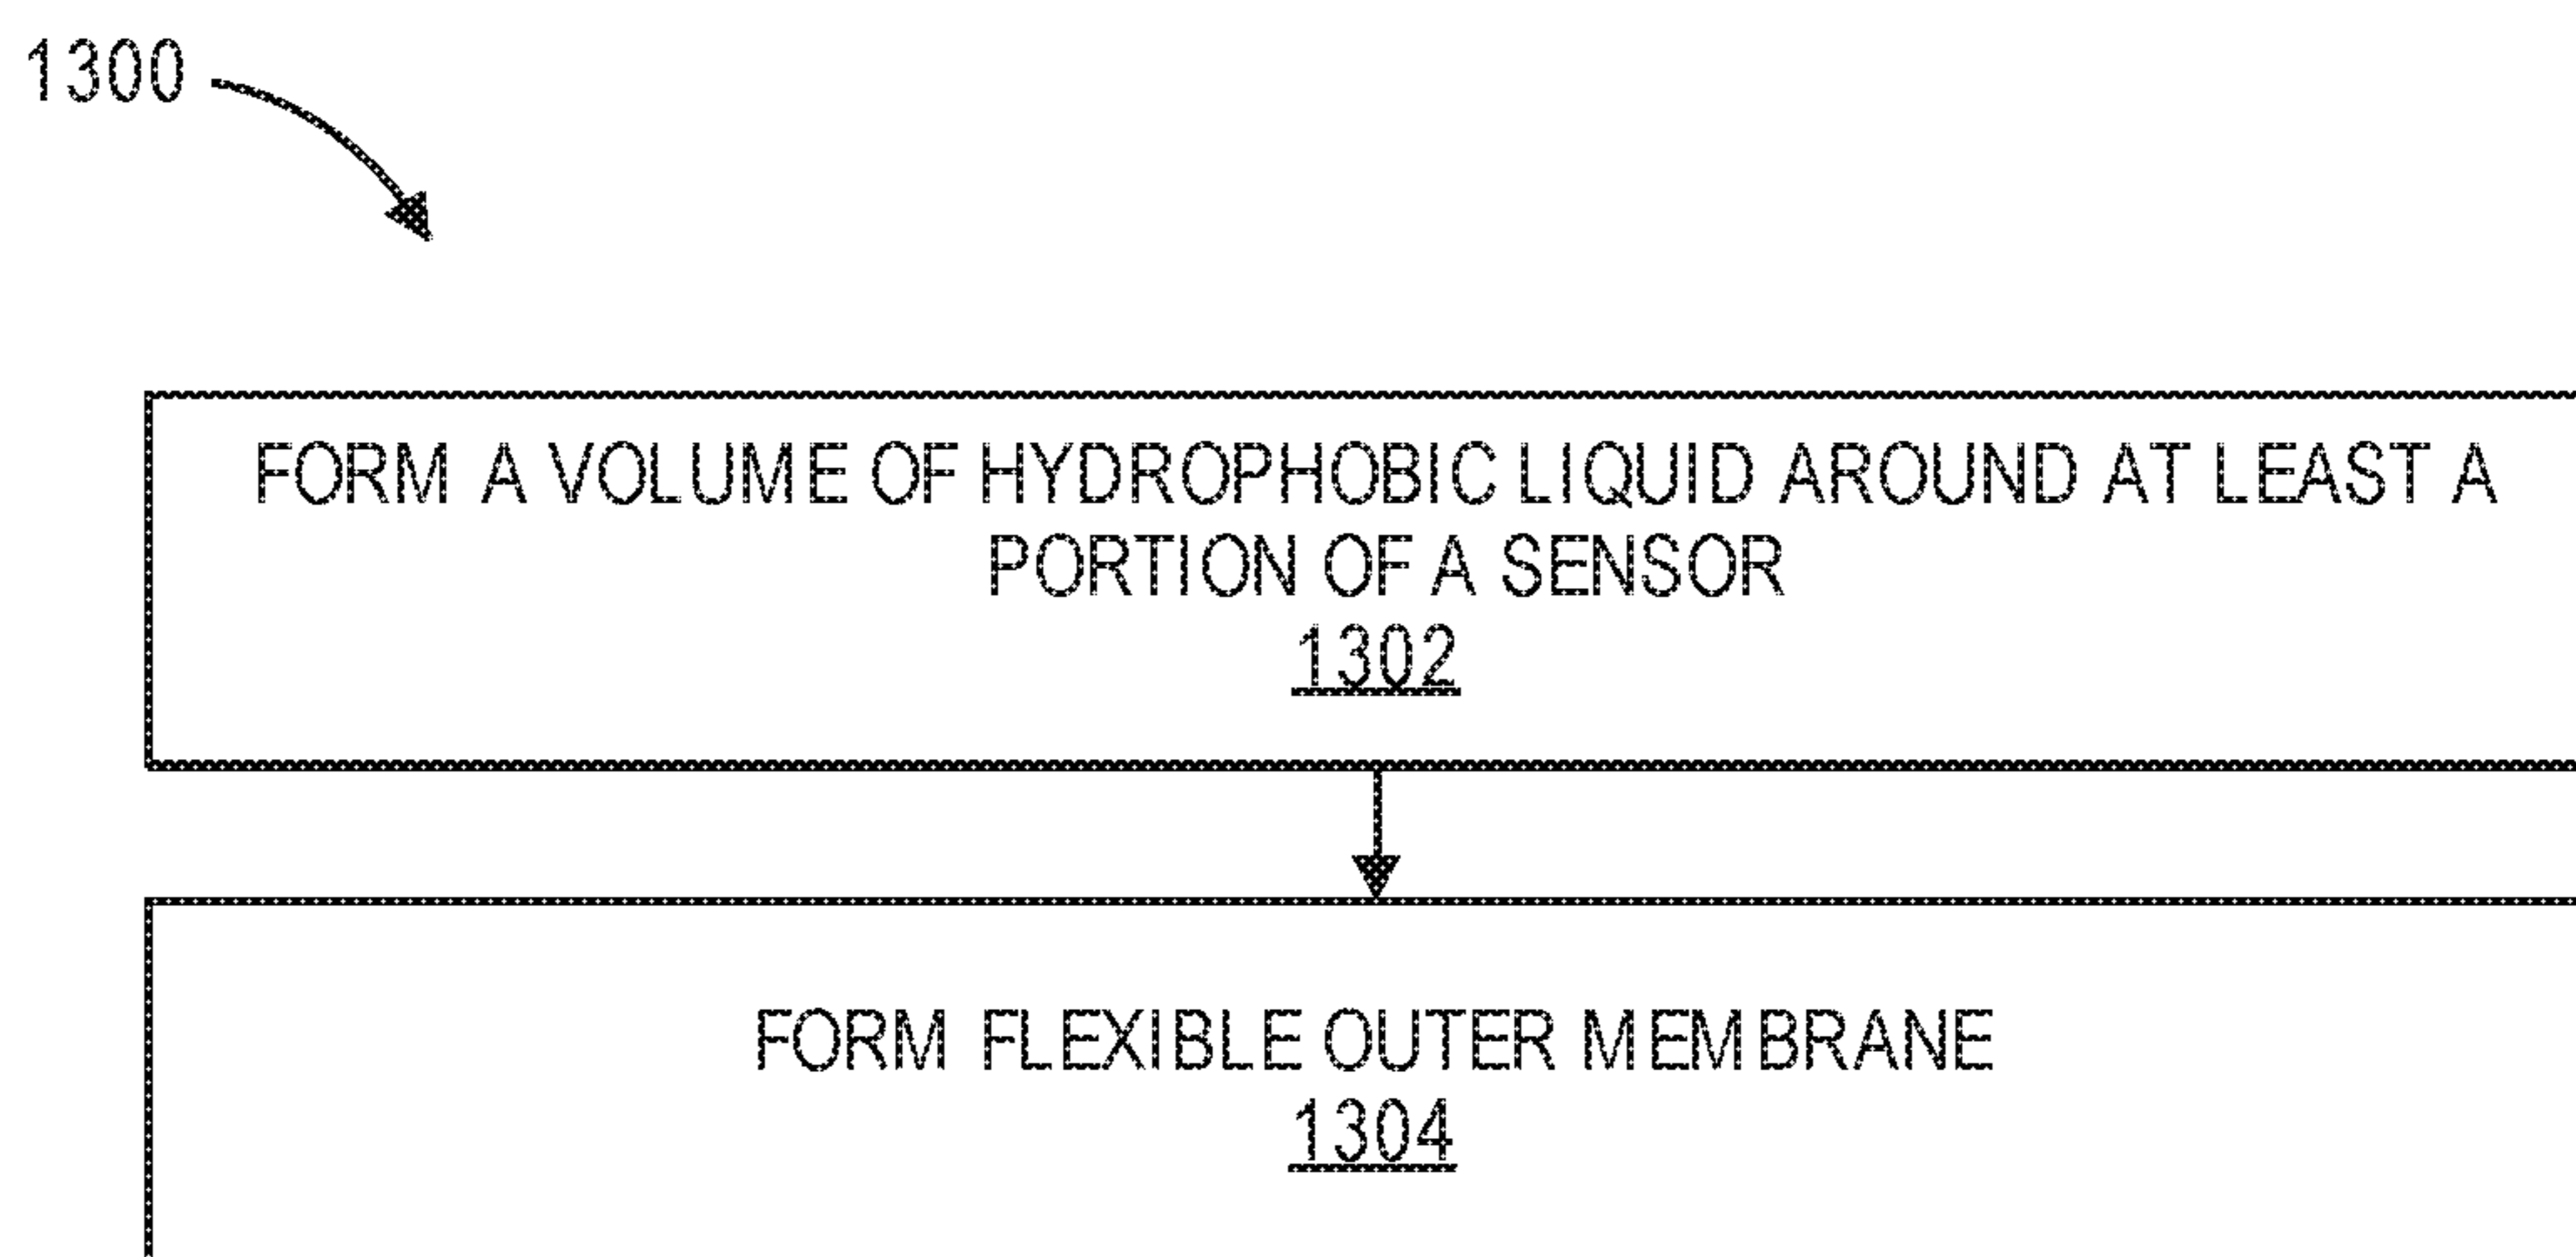 1300
FORM A VOLUME OF HYDROPHOBIC LIQUID AROUND AT LEAST A
PORTION OF A SENSOR
1302
FORM FLEXIBLE OUTER MEMBRANE
1304